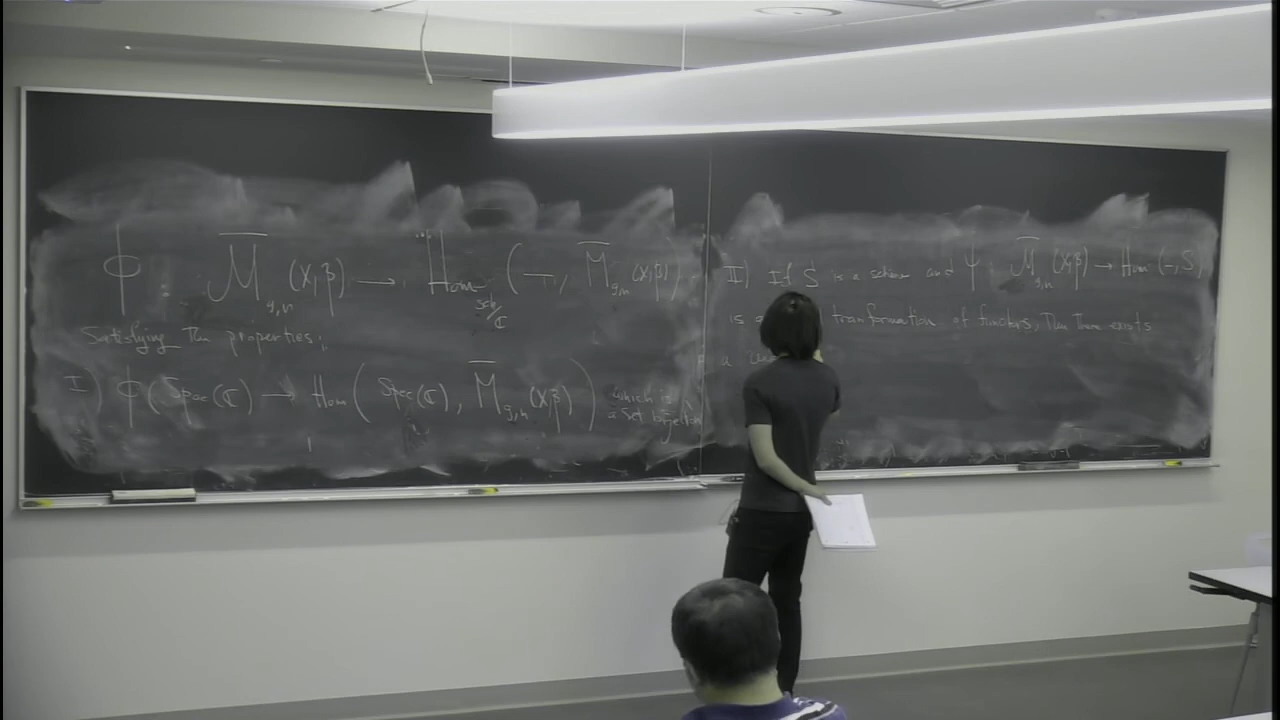 Φ : M̅_{g,n} (X,β) → Hom_{sch/ℂ} ( —, M̅_{g,n} (X,β) )
Satisfying the properties:
I) Φ(Spec(ℂ) → Hom( Spec(ℂ), M̅_{g,n} (X,β) ) which is
a set bijection
II) If S is a scheme and Ψ : M̅_{g,n} (X,β) → Hom (-, S)
is a transformation of functors, Then there exists
a